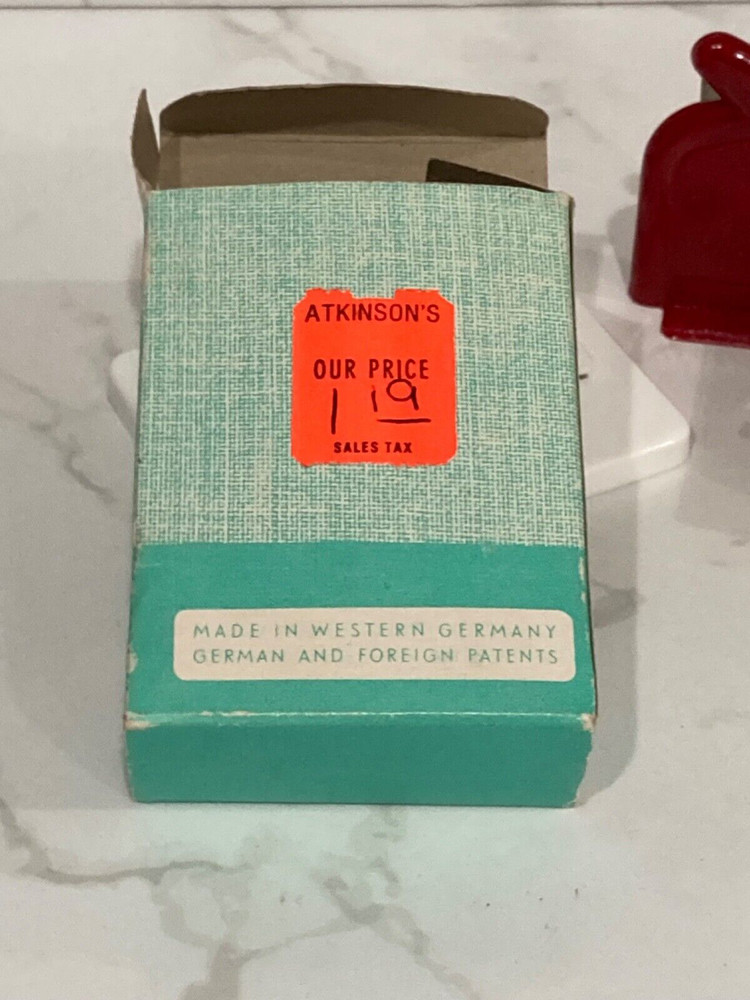 ATKINSON'S
OUR PRICE
1 19
SALES TAX
MADE IN WESTERN GERMANY
GERMAN AND FOREIGN PATENTS